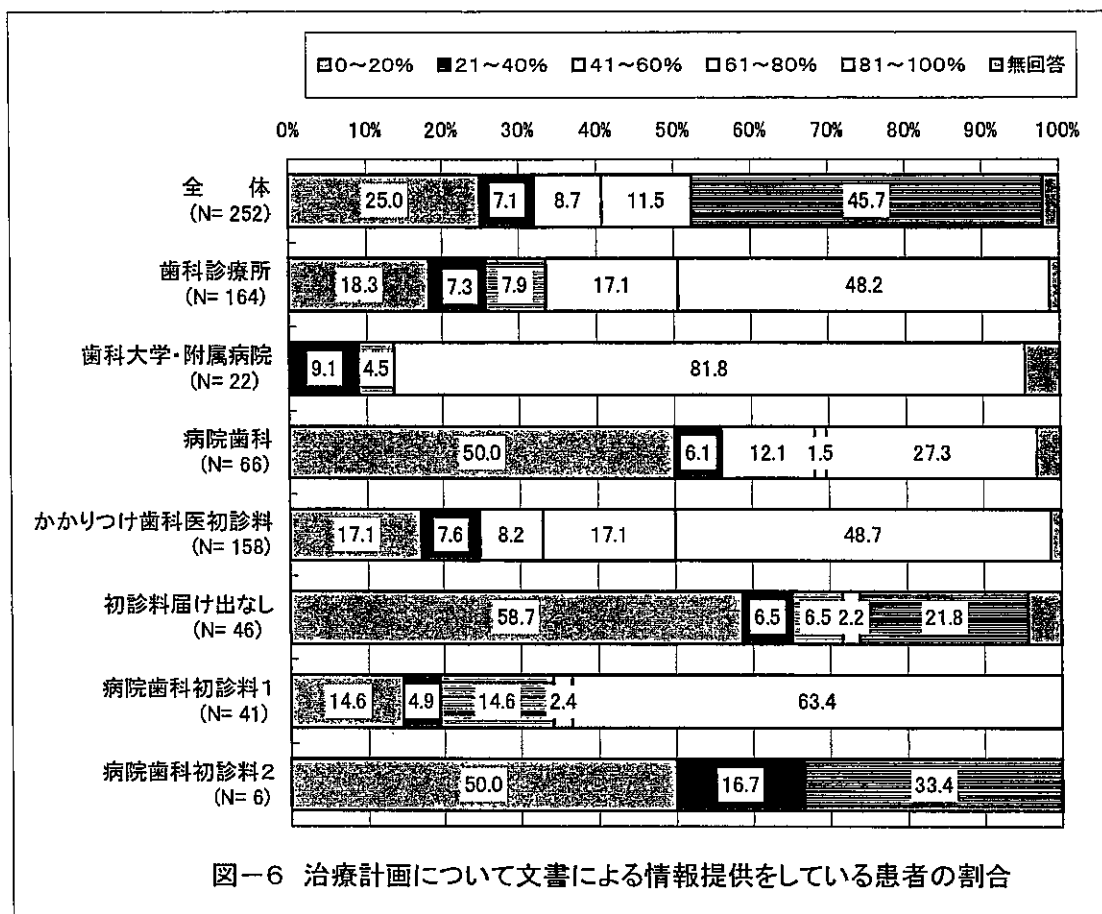 0~20% 21~40% 41~60% 61~80% 81~100% 無回答
0% 10% 20% 30% 40% 50% 60% 70% 80% 90% 100%
全 体
(N= 252)
25.0 7.1 8.7 11.5 45.7
歯科診療所
(N= 164)
18.3 7.3 7.9 17.1 48.2
歯科大学・附属病院
(N= 22)
9.1 4.5 81.8
病院歯科
(N= 66)
50.0 6.1 12.1 1.5 27.3
かかりつけ歯科医初診料
(N= 158)
17.1 7.6 8.2 17.1 48.7
初診料届け出なし
(N= 46)
58.7 6.5 6.5 2.2 21.8
病院歯科初診料1
(N= 41)
14.6 4.9 14.6 2.4 63.4
病院歯科初診料2
(N= 6)
50.0 16.7 33.4
図-6 治療計画について文書による情報提供をしている患者の割合